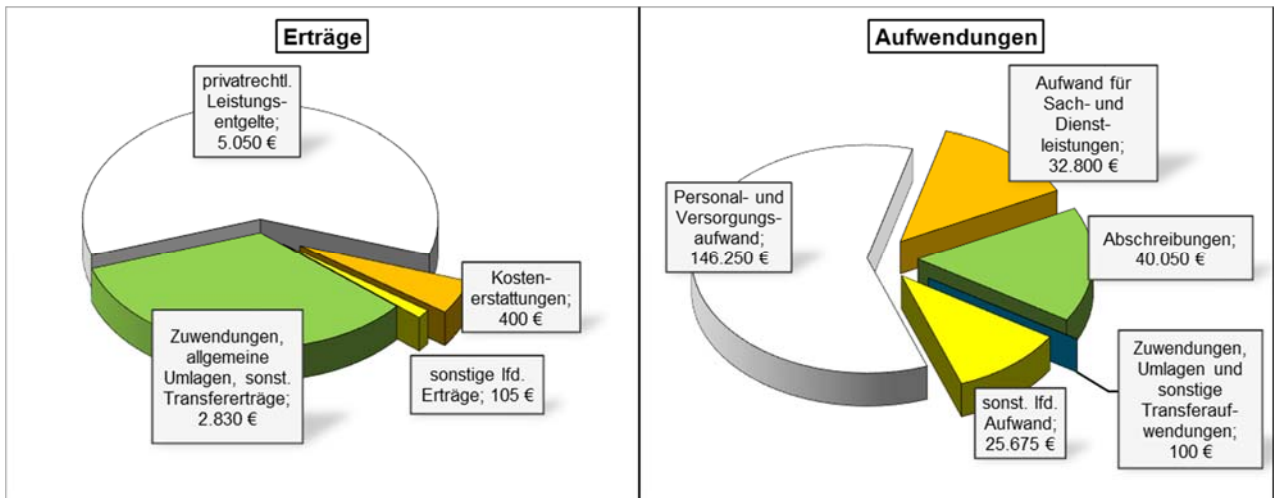 Erträge
privatrechtl.
Leistungs-
entgelte;
5.050 €
Kosten-
erstattungen;
400 €
sonstige lfd.
Erträge; 105 €
Zuwendungen,
allgemeine
Umlagen, sonst.
Transfererträge;
2.830 €
Aufwendungen
Aufwand für
Sach- und
Dienst-
leistungen;
32.800 €
Personal- und
Versorgungs-
aufwand;
146.250 €
Abschreibungen;
40.050 €
Zuwendungen,
Umlagen und
sonstige
Transferauf-
wendungen;
100 €
sonst. lfd.
Aufwand;
25.675 €